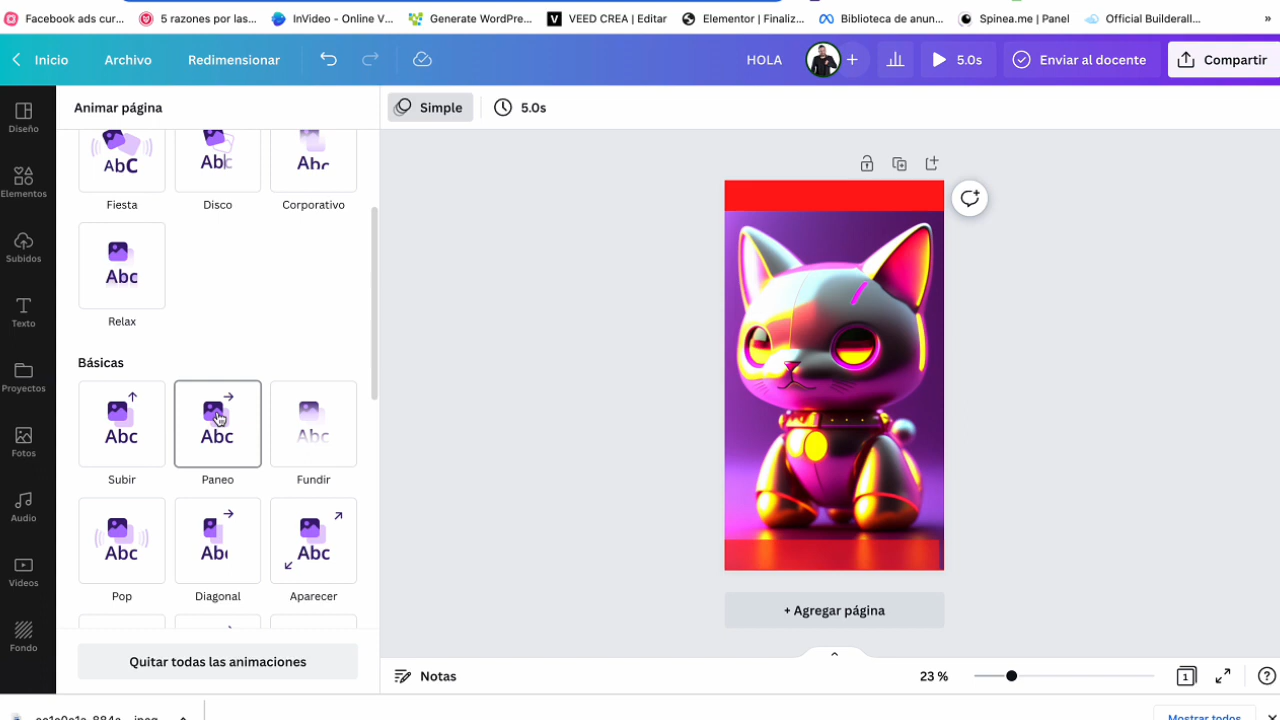 Facebook ads cur...
5 razones por las...
InVideo - Online V...
Generate WordPre...
VEED CREA | Editar
Elementor | Finaliz...
Biblioteca de anun...
Spinea.me | Panel
Official Builderall...
»
Inicio
Archivo
Redimensionar
HOLA
5.0s
Enviar al docente
Compartir
Animar página
Simple
5.0s
Diseño
Elementos
Subidos
Texto
Proyectos
Fotos
Audio
Videos
Fondo
AbC
Abc
Abc
Fiesta
Disco
Corporativo
Abc
Relax
Básicas
Abc
Abc
Abc
Subir
Paneo
Fundir
Abc
Abc
Abc
Pop
Diagonal
Aparecer
Quitar todas las animaciones
+ Agregar página
Notas
23 %
1
?
Mostrar todos